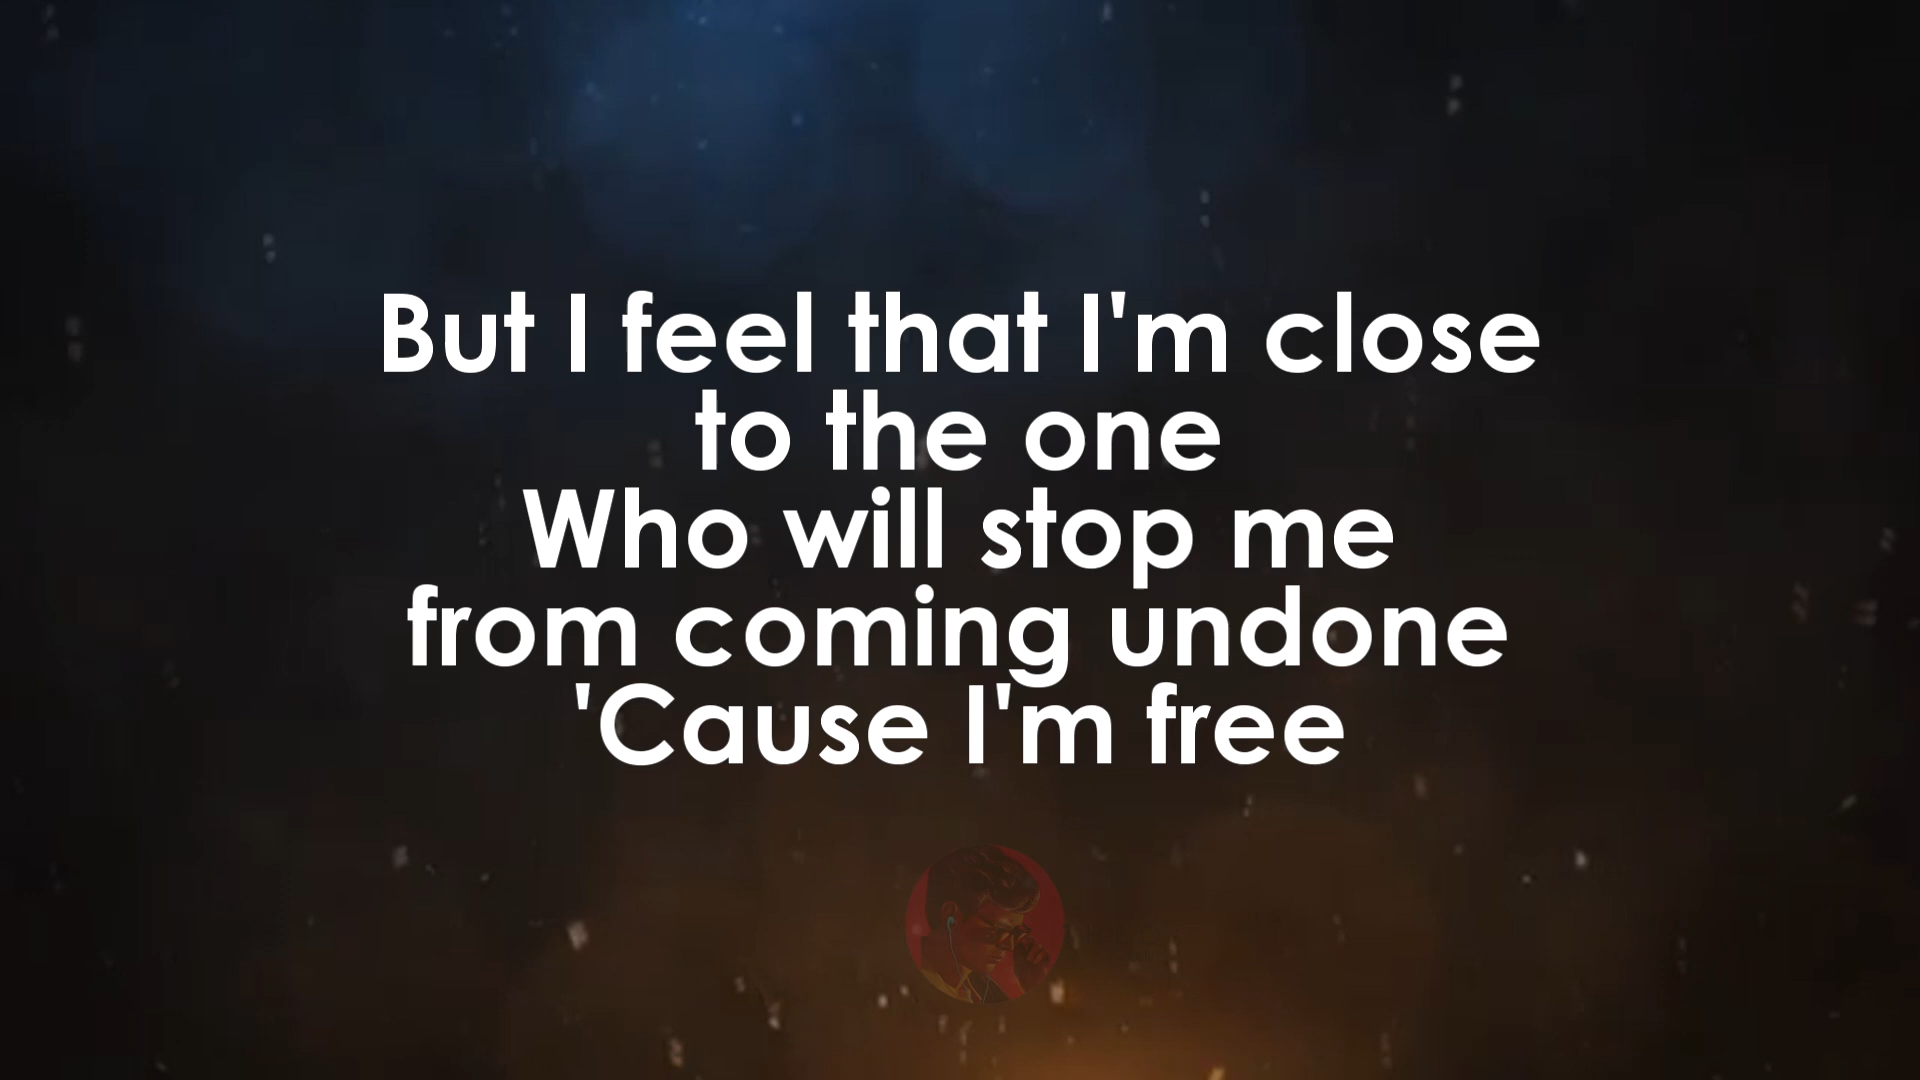 But I feel that I'm close
to the one
Who will stop me
from coming undone
'Cause I'm free